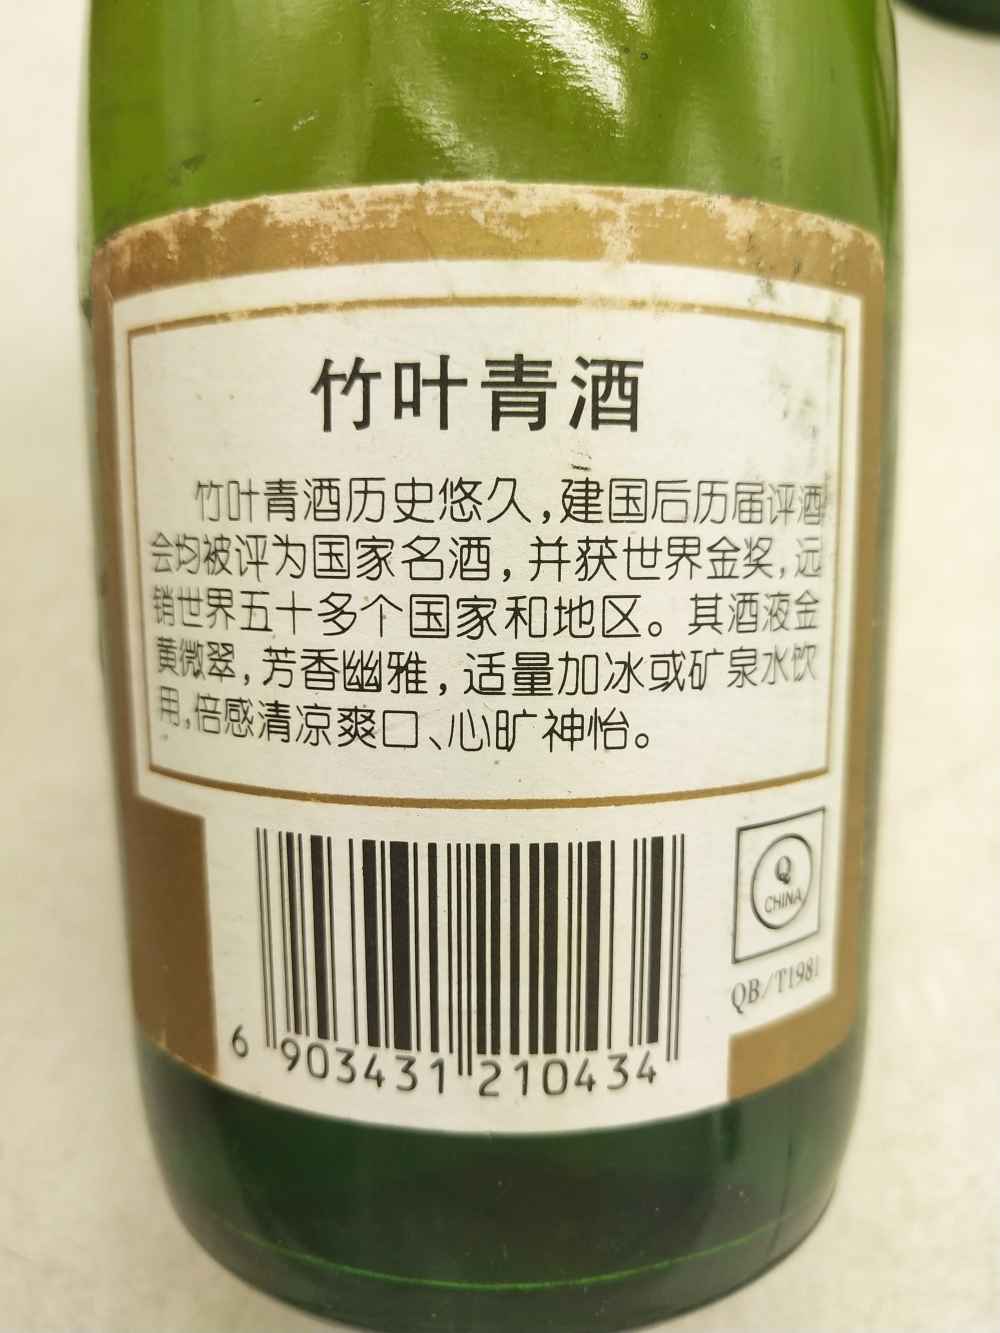 竹叶青酒
竹叶青酒历史悠久,建国后历届评酒
会均被评为国家名酒,并获世界金奖,远
销世界五十多个国家和地区。其酒液金
黄微翠,芳香幽雅,适量加冰或矿泉水饮
用,倍感清凉爽口、心旷神怡。
Q
CHINA
QB/T1981
6 903431 210434